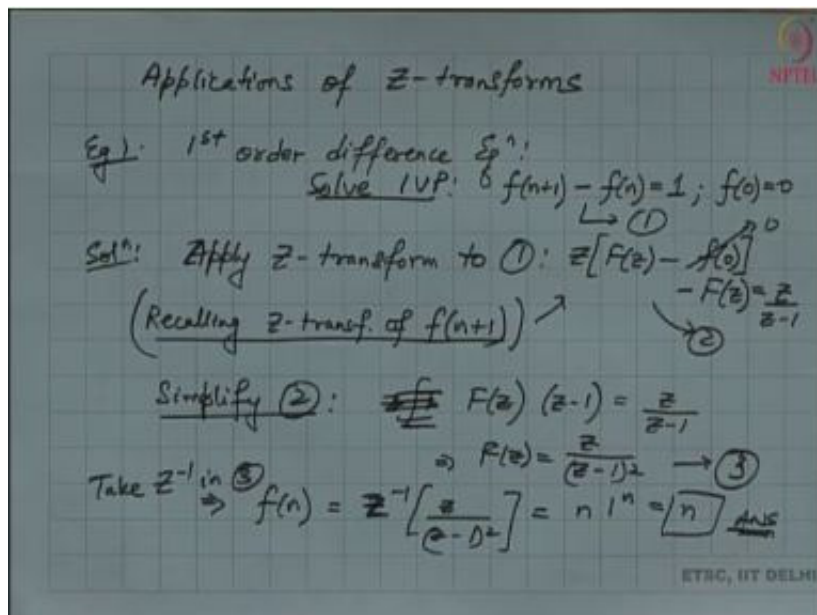 NPTEL
Applications of Z-transforms
Eg 1: 1st order difference Eqn:
Solve IVP: f(n+1) - f(n) = 1 ; f(0) = 0
↳ ①
Soln: Apply Z-transform to ①: Z[F(z) - f(0)] 0
- F(z) = z/(z-1)
(Recalling Z-transf. of f(n+1)) ↗ ②
Simplify ②: F(z) (z-1) = z/(z-1)
⇒ F(z) = z/(z-1)² → ③
Take Z⁻¹ in ③
⇒ f(n) = Z⁻¹[z/(z-1)²] = n 1ⁿ = n ANS
ETSC, IIT DELHI